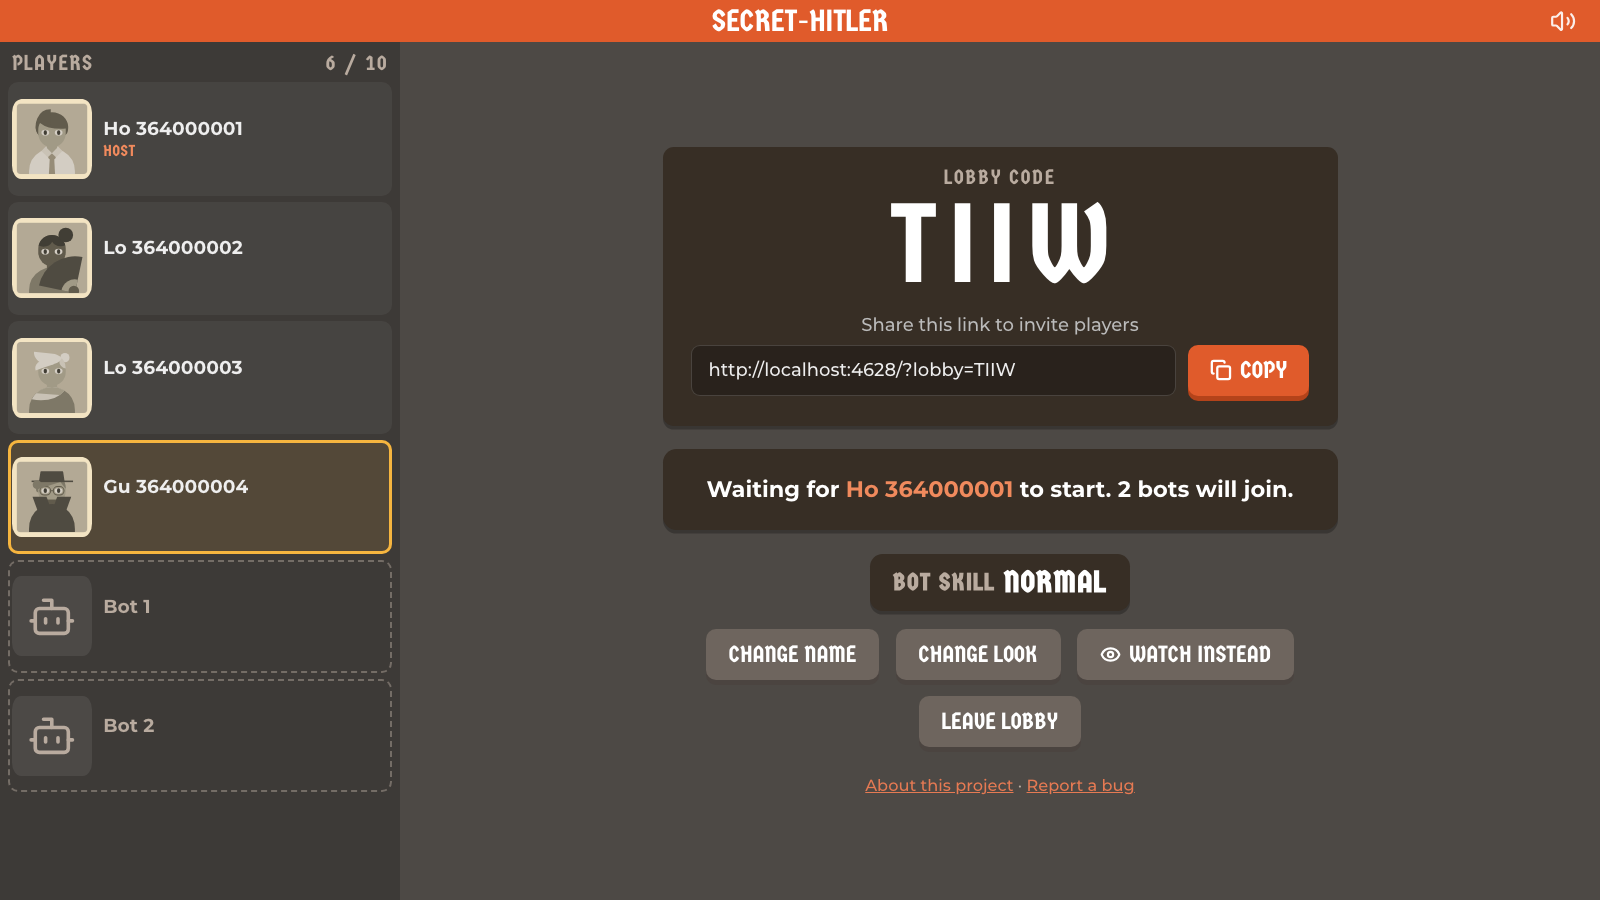 SECRET-HITLER
PLAYERS 6 / 10
Ho 364000001
HOST
Lo 364000002
Lo 364000003
Gu 364000004
Bot 1
Bot 2
LOBBY CODE
TIIW
Share this link to invite players
http://localhost:4628/?lobby=TIIW
COPY
Waiting for Ho 364000001 to start. 2 bots will join.
BOT SKILL NORMAL
CHANGE NAME
CHANGE LOOK
WATCH INSTEAD
LEAVE LOBBY
About this project · Report a bug